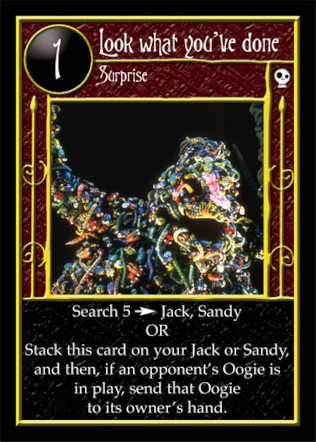 1
Look what you've done
Surprise
Search 5 ➛ Jack, Sandy
OR
Stack this card on your Jack or Sandy,
and then, if an opponent's Oogie is
in play, send that Oogie
to its owner's hand.